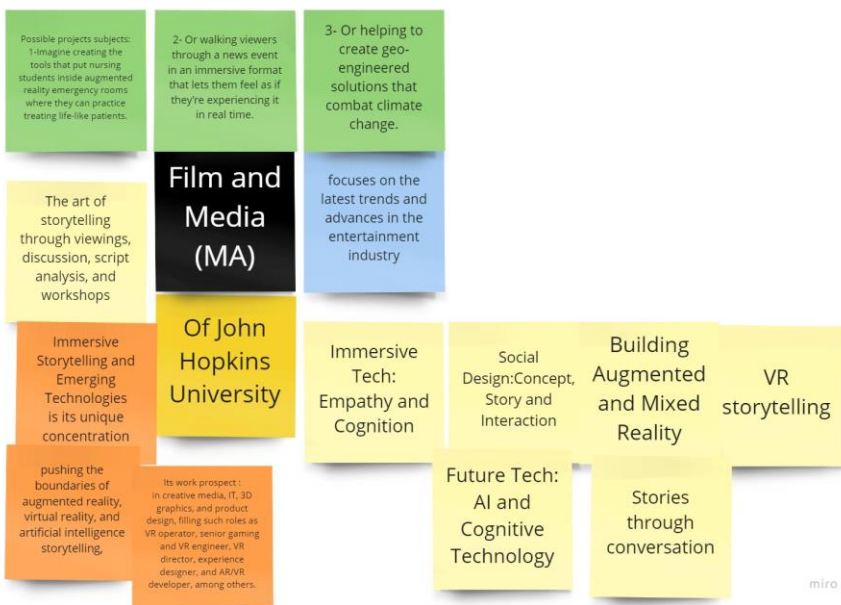 Possible projects subjects:
1-Imagine creating the
tools that put nursing
students inside augmented
reality emergency rooms
where they can practice
treating life-like patients.
2- Or walking viewers
through a news event
in an immersive format
that lets them feel as if
they're experiencing it
in real time.
3- Or helping to
create geo-
engineered
solutions that
combat climate
change.
The art of
storytelling
through viewings,
discussion, script
analysis, and
workshops
Film and
Media
(MA)
focuses on the
latest trends and
advances in the
entertainment
industry
Immersive
Storytelling and
Emerging
Technologies
is its unique
concentration
Of John
Hopkins
University
Immersive
Tech:
Empathy and
Cognition
Social
Design:Concept,
Story and
Interaction
Building
Augmented
and Mixed
Reality
VR
storytelling
pushing the
boundaries of
augmented reality,
virtual reality, and
artificial intelligence
storytelling,
Its work prospect :
in creative media, IT, 3D
graphics, and product
design, filling such roles as
VR operator, senior gaming
and VR engineer, VR
director, experience
designer, and AR/VR
developer, among others.
Future Tech:
AI and
Cognitive
Technology
Stories
through
conversation
miro